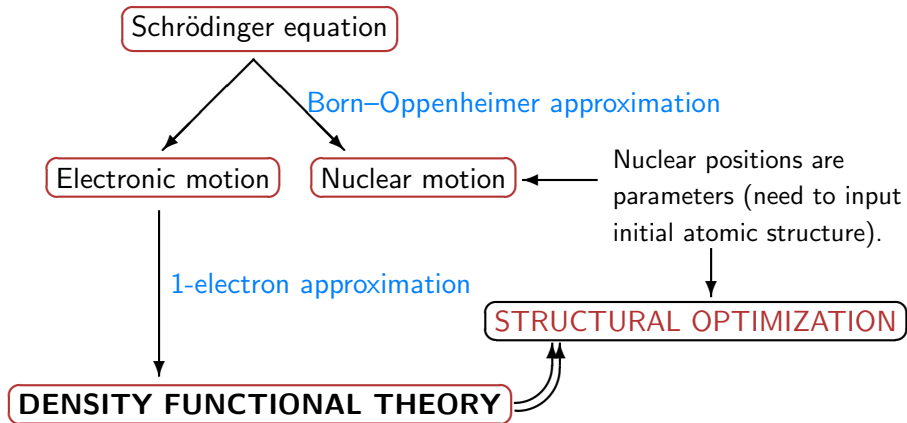 Schrödinger equation
Born–Oppenheimer approximation
Electronic motion
Nuclear motion
Nuclear positions are
parameters (need to input
initial atomic structure).
1-electron approximation
STRUCTURAL OPTIMIZATION
DENSITY FUNCTIONAL THEORY